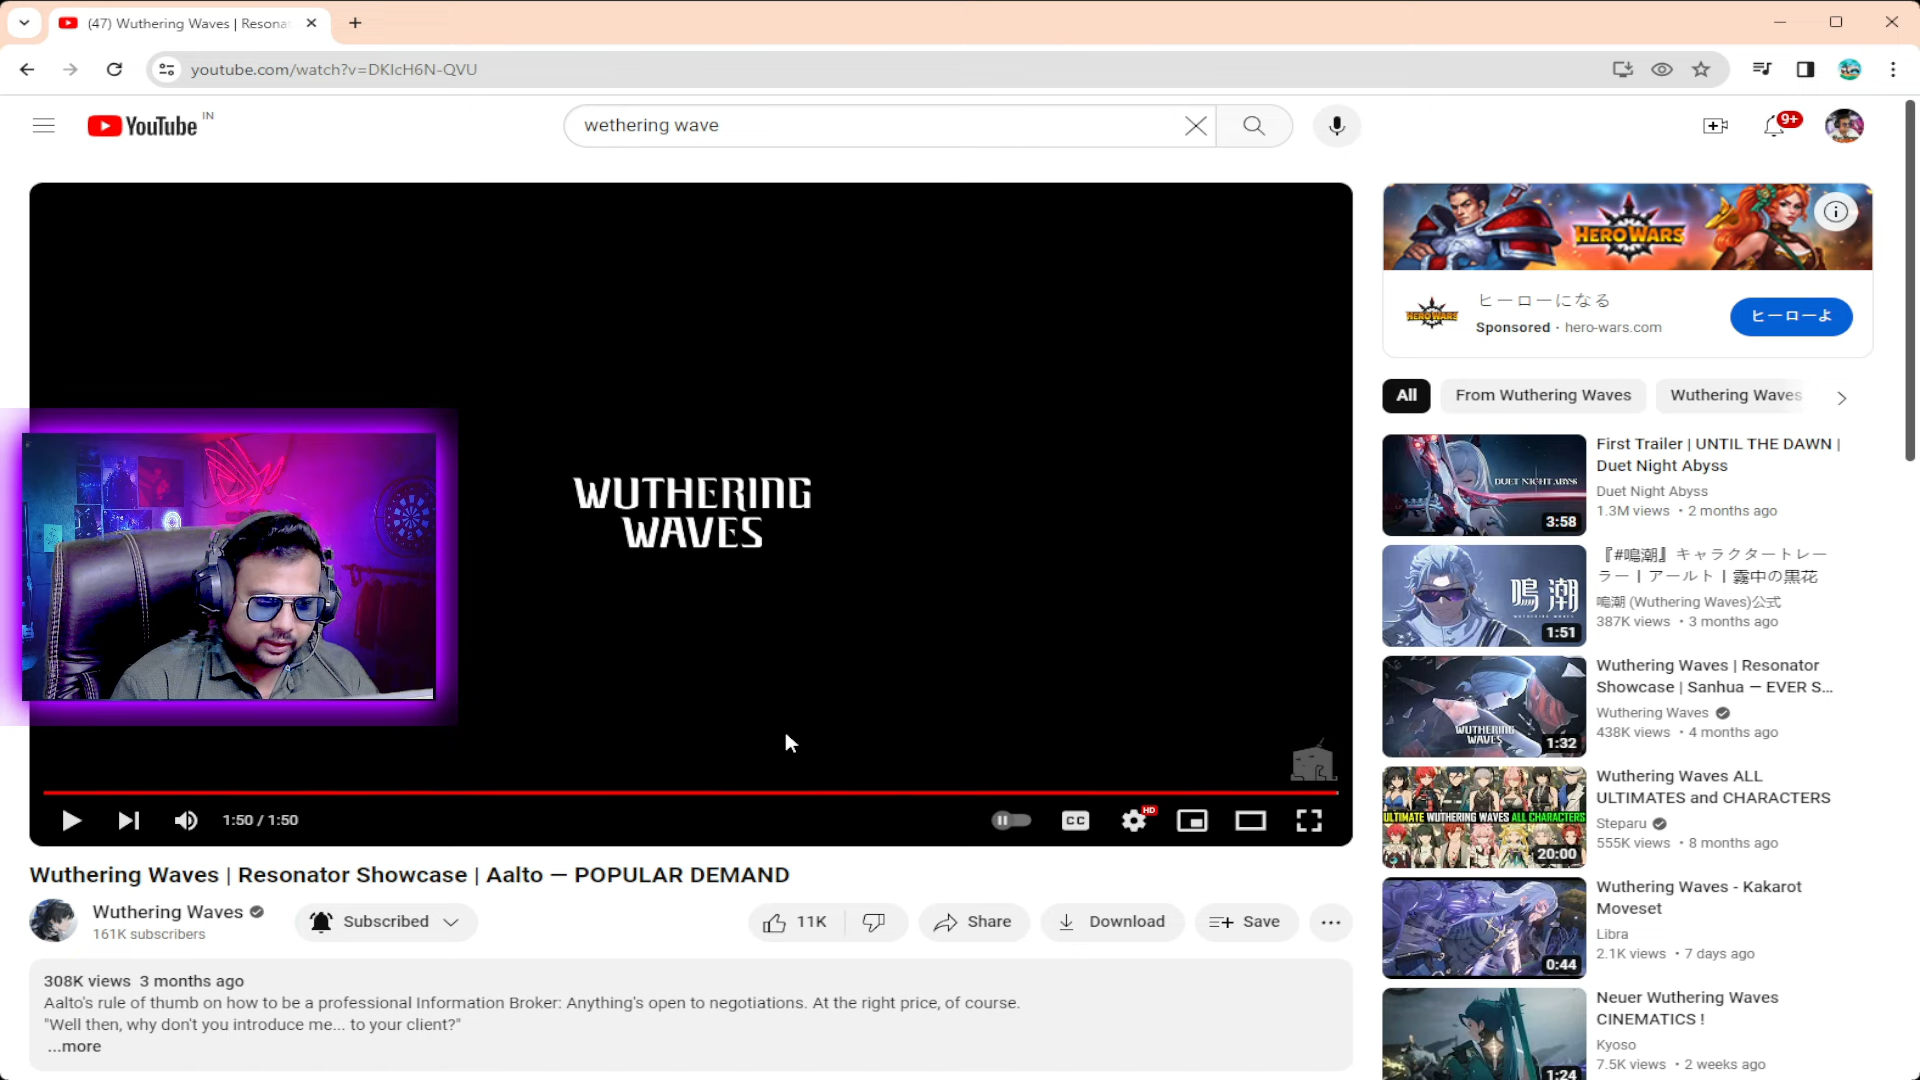 (47) Wuthering Waves | Resona
youtube.com/watch?v=DKlcH6N-QVU
YouTube IN
wethering wave
9+
WUTHERING
WAVES
1:50 / 1:50
CC
HD
Wuthering Waves | Resonator Showcase | Aalto — POPULAR DEMAND
Wuthering Waves
161K subscribers
Subscribed
11K
Share
Download
Save
308K views 3 months ago
Aalto's rule of thumb on how to be a professional Information Broker: Anything's open to negotiations. At the right price, of course.
"Well then, why don't you introduce me... to your client?"
...more
HERO WARS
HERO WARS
ヒーローになる
Sponsored · hero-wars.com
ヒーローよ
All
From Wuthering Waves
Wuthering Waves
DUET NIGHT ABYSS
3:58
First Trailer | UNTIL THE DAWN |
Duet Night Abyss
Duet Night Abyss
1.3M views • 2 months ago
鳴潮
WUTHERING WAVES
1:51
『#鳴潮』キャラクタートレー
ラー | アールト | 霧中の黒花
鳴潮 (Wuthering Waves)公式
387K views • 3 months ago
WUTHERING
WAVES
1:32
Wuthering Waves | Resonator
Showcase | Sanhua — EVER S...
Wuthering Waves
438K views • 4 months ago
ULTIMATE WUTHERING WAVES ALL CHARACTERS
20:00
Wuthering Waves ALL
ULTIMATES and CHARACTERS
Steparu
555K views • 8 months ago
0:44
Wuthering Waves - Kakarot
Moveset
Libra
2.1K views • 7 days ago
1:24
Neuer Wuthering Waves
CINEMATICS !
Kyoso
7.5K views • 2 weeks ago